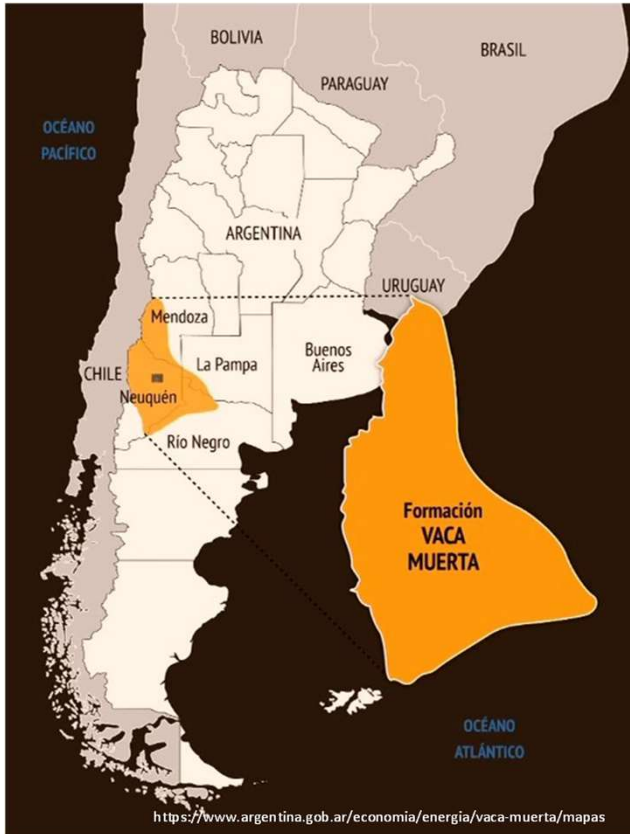 BOLIVIA
BRASIL
PARAGUAY
OCÉANO
PACÍFICO
ARGENTINA
URUGUAY
Mendoza
Buenos
Aires
La Pampa
CHILE
Neuquén
Río Negro
Formación
VACA
MUERTA
OCÉANO
ATLÁNTICO
https://www.argentina.gob.ar/economia/energia/vaca-muerta/mapas